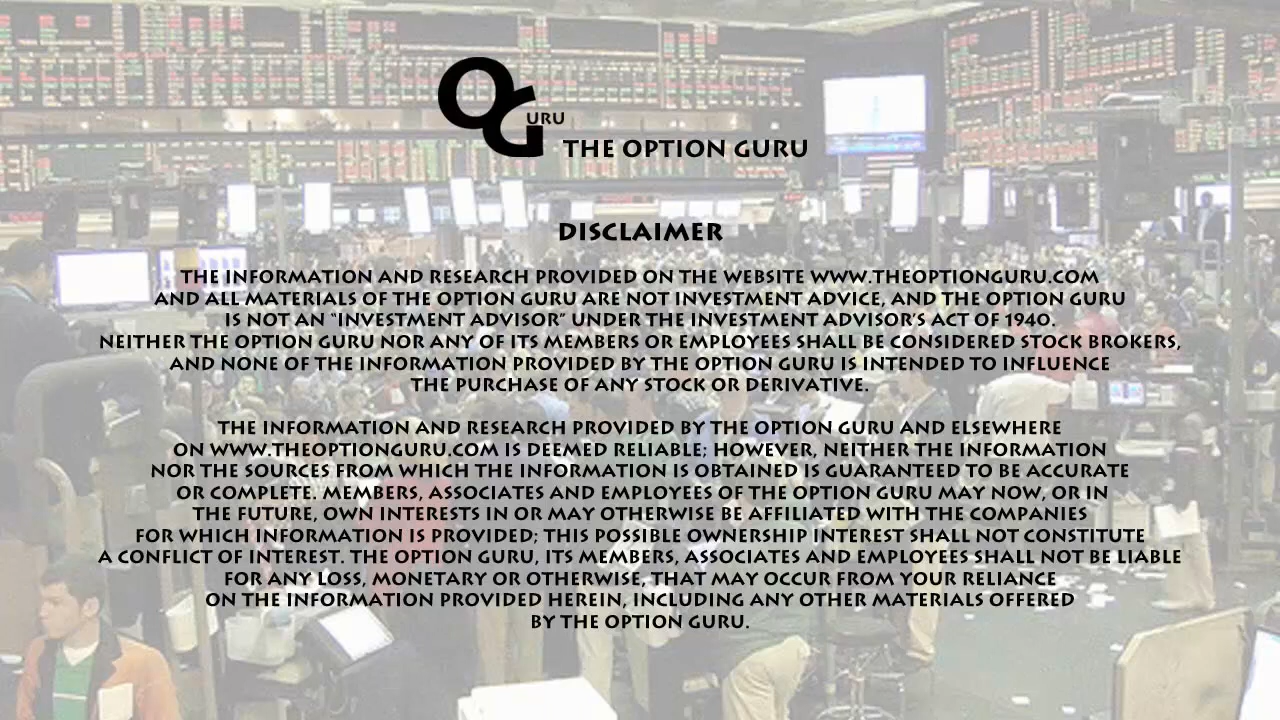 OG
URU
THE OPTION GURU
DISCLAIMER
THE INFORMATION AND RESEARCH PROVIDED ON THE WEBSITE WWW.THEOPTIONGURU.COM
AND ALL MATERIALS OF THE OPTION GURU ARE NOT INVESTMENT ADVICE, AND THE OPTION GURU
IS NOT AN “INVESTMENT ADVISOR” UNDER THE INVESTMENT ADVISOR’S ACT OF 1940.
NEITHER THE OPTION GURU NOR ANY OF ITS MEMBERS OR EMPLOYEES SHALL BE CONSIDERED STOCK BROKERS,
AND NONE OF THE INFORMATION PROVIDED BY THE OPTION GURU IS INTENDED TO INFLUENCE
THE PURCHASE OF ANY STOCK OR DERIVATIVE.
THE INFORMATION AND RESEARCH PROVIDED BY THE OPTION GURU AND ELSEWHERE
ON WWW.THEOPTIONGURU.COM IS DEEMED RELIABLE; HOWEVER, NEITHER THE INFORMATION
NOR THE SOURCES FROM WHICH THE INFORMATION IS OBTAINED IS GUARANTEED TO BE ACCURATE
OR COMPLETE. MEMBERS, ASSOCIATES AND EMPLOYEES OF THE OPTION GURU MAY NOW, OR IN
THE FUTURE, OWN INTERESTS IN OR MAY OTHERWISE BE AFFILIATED WITH THE COMPANIES
FOR WHICH INFORMATION IS PROVIDED; THIS POSSIBLE OWNERSHIP INTEREST SHALL NOT CONSTITUTE
A CONFLICT OF INTEREST. THE OPTION GURU, ITS MEMBERS, ASSOCIATES AND EMPLOYEES SHALL NOT BE LIABLE
FOR ANY LOSS, MONETARY OR OTHERWISE, THAT MAY OCCUR FROM YOUR RELIANCE
ON THE INFORMATION PROVIDED HEREIN, INCLUDING ANY OTHER MATERIALS OFFERED
BY THE OPTION GURU.